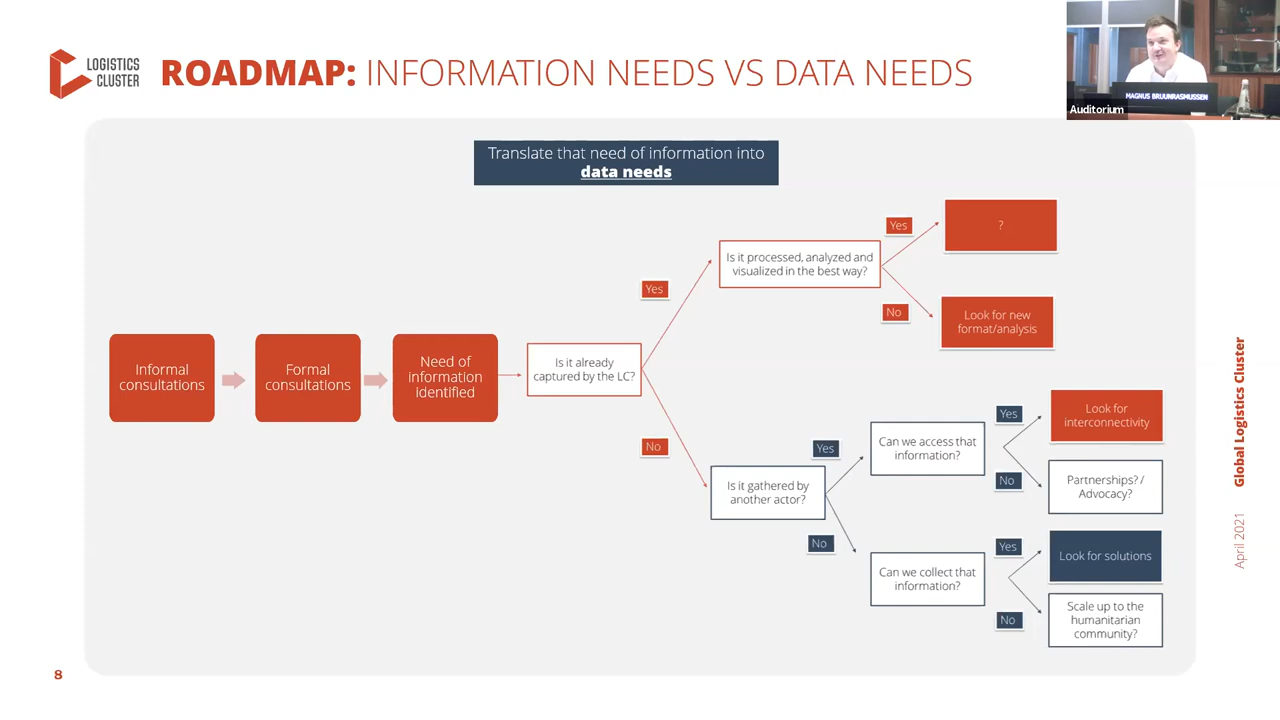 LOGISTICS
CLUSTER
ROADMAP: INFORMATION NEEDS VS DATA NEEDS
MAGNUS BRUUNRASMUSSEN
Auditorium
Translate that need of information into
data needs
Informal
consultations
Formal
consultations
Need of
information
identified
Is it already
captured by the LC?
Yes
Is it processed, analyzed and
visualized in the best way?
Yes
?
No
Look for new
format/analysis
No
Is it gathered by
another actor?
Yes
Can we access that
information?
Yes
Look for
interconnectivity
No
Partnerships? /
Advocacy?
No
Can we collect that
information?
Yes
Look for solutions
No
Scale up to the
humanitarian
community?
April 2021 Global Logistics Cluster
8